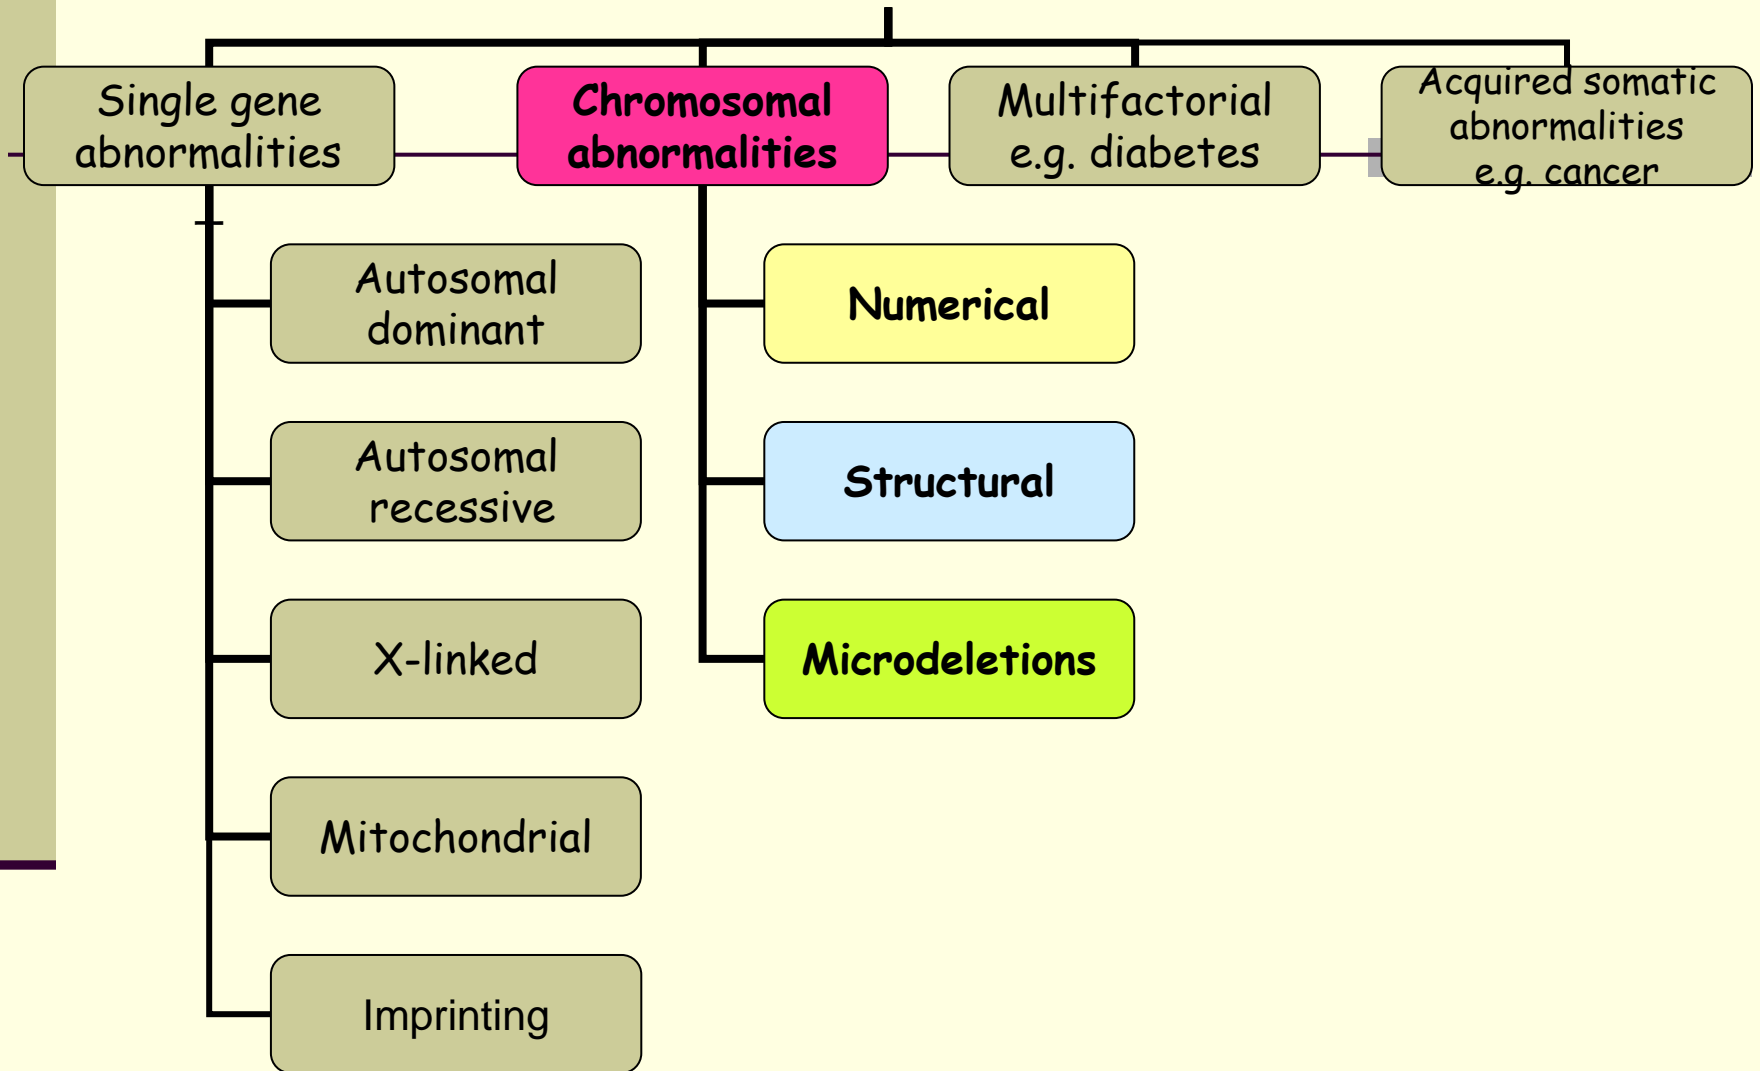 Single gene
abnormalities
Chromosomal
abnormalities
Multifactorial
e.g. diabetes
Acquired somatic
abnormalities
e.g. cancer
Autosomal
dominant
Numerical
Autosomal
recessive
Structural
X-linked
Microdeletions
Mitochondrial
Imprinting